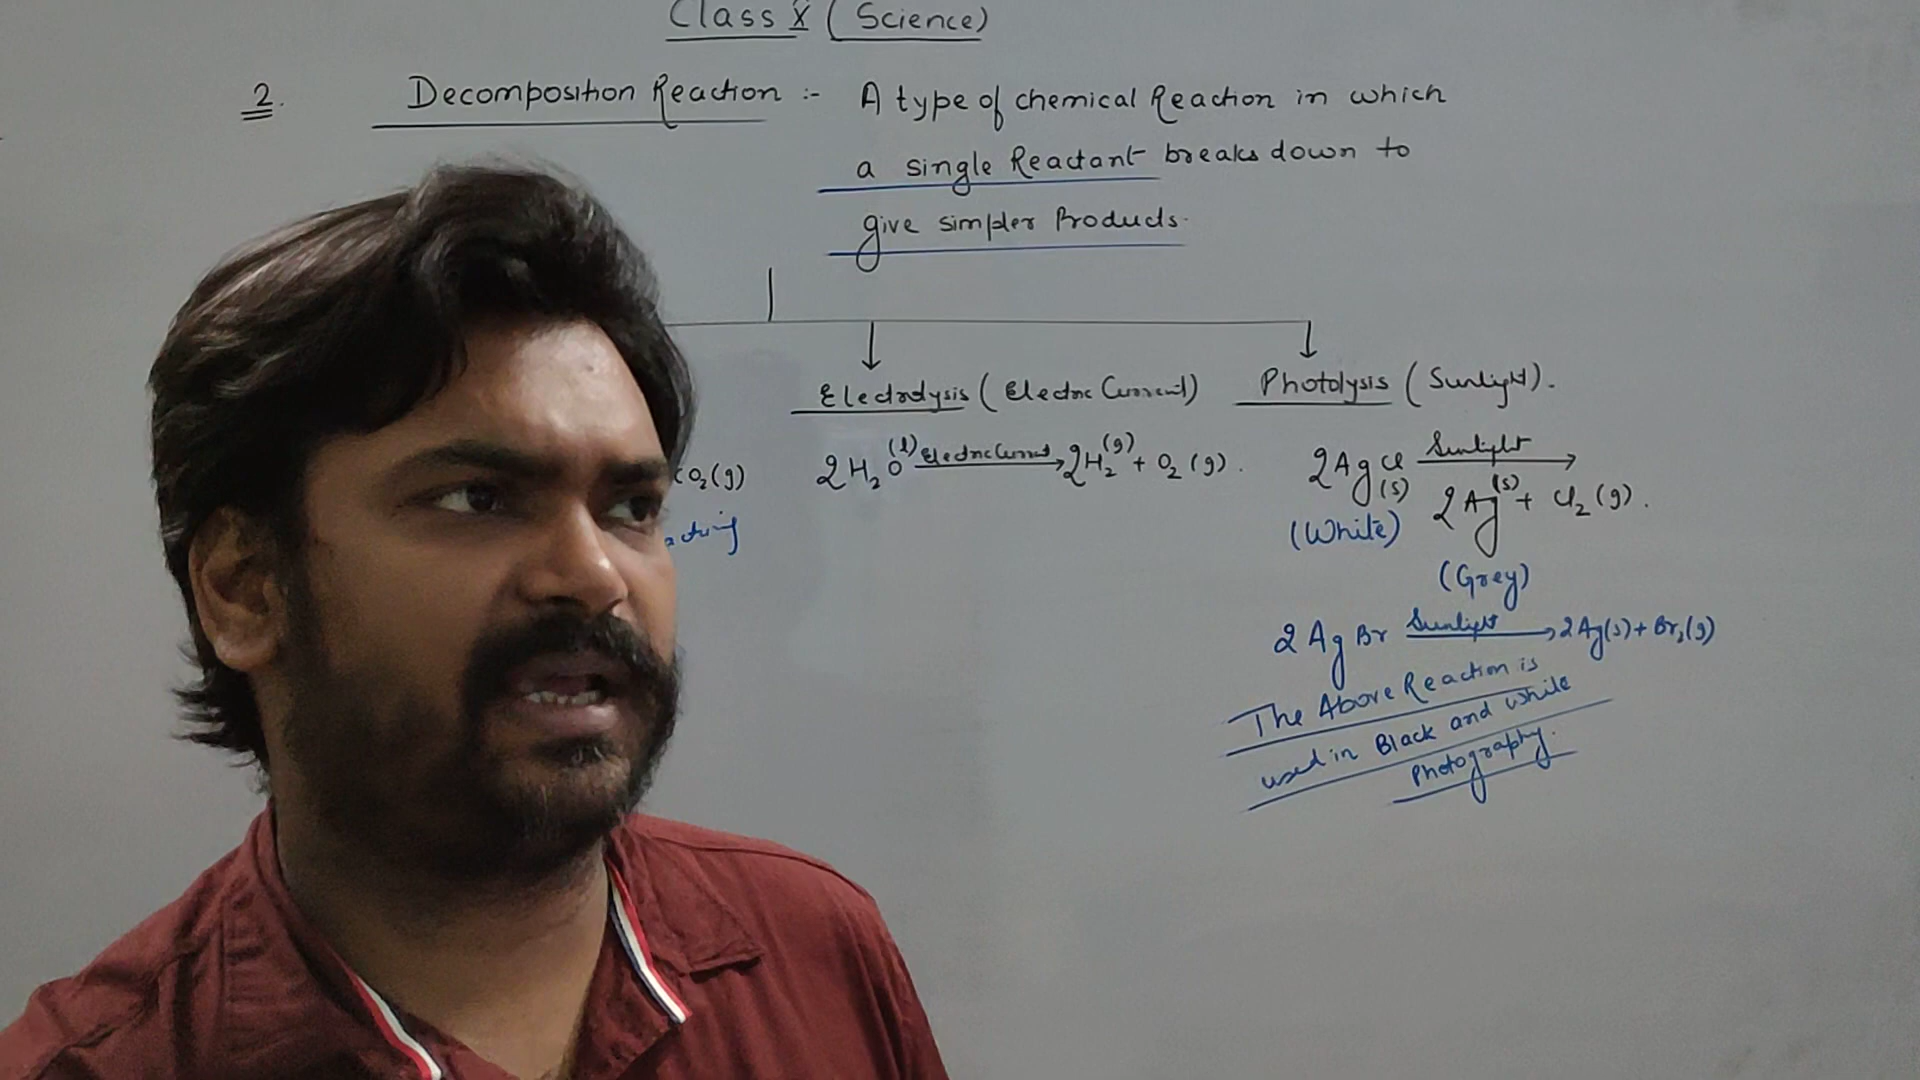 Class X (Science)
2. Decomposition Reaction :- A type of chemical Reaction in which
a single Reactant breaks down to
give simpler Products.
Electrolysis (Electric Current) Photolysis (Sunlight).
CO₂(g)
2H₂O(l) Electric Current → 2H₂(g) + O₂(g).
2AgCl(s) Sunlight →
2Ag(s) + Cl₂(g).
(White)
(Grey)
2AgBr Sunlight → 2Ag(s) + Br₂(g)
The Above Reaction is
used in Black and White
Photography.